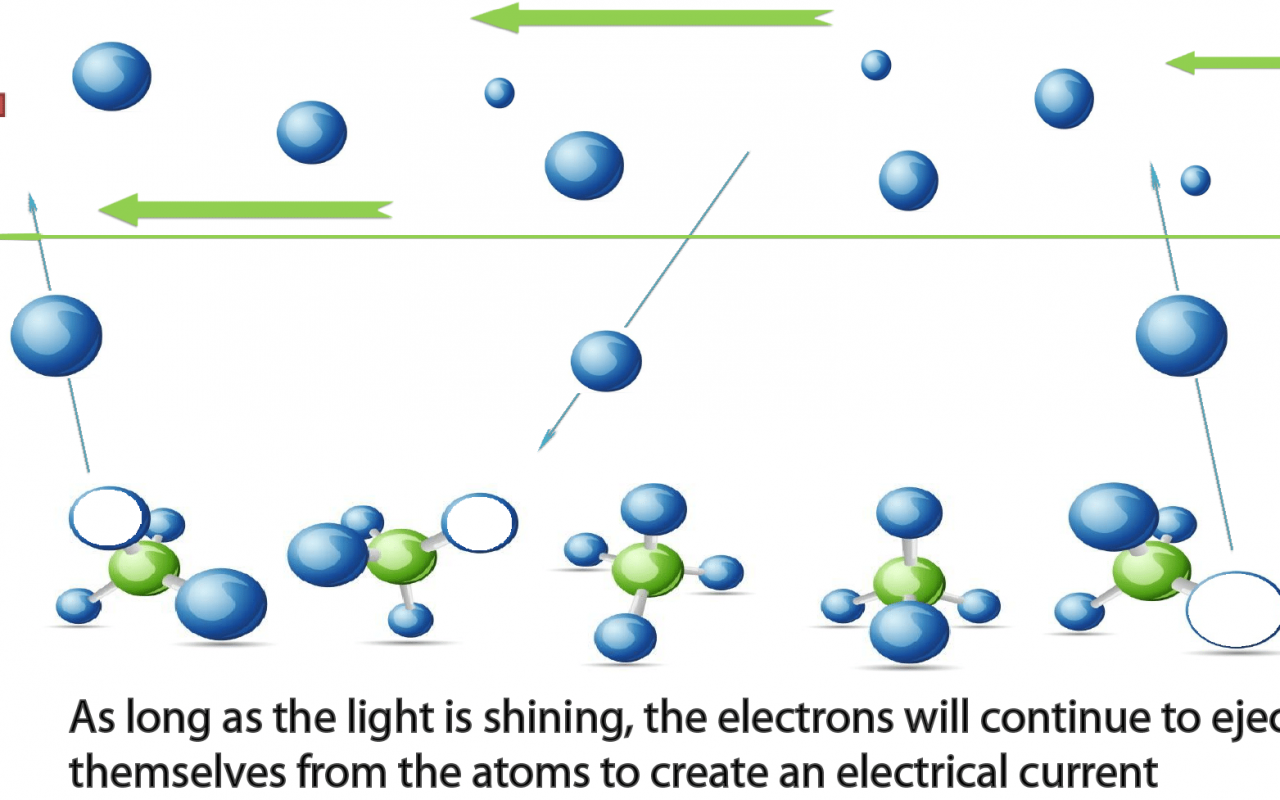 As long as the light is shining, the electrons will continue to ejec
themselves from the atoms to create an electrical current